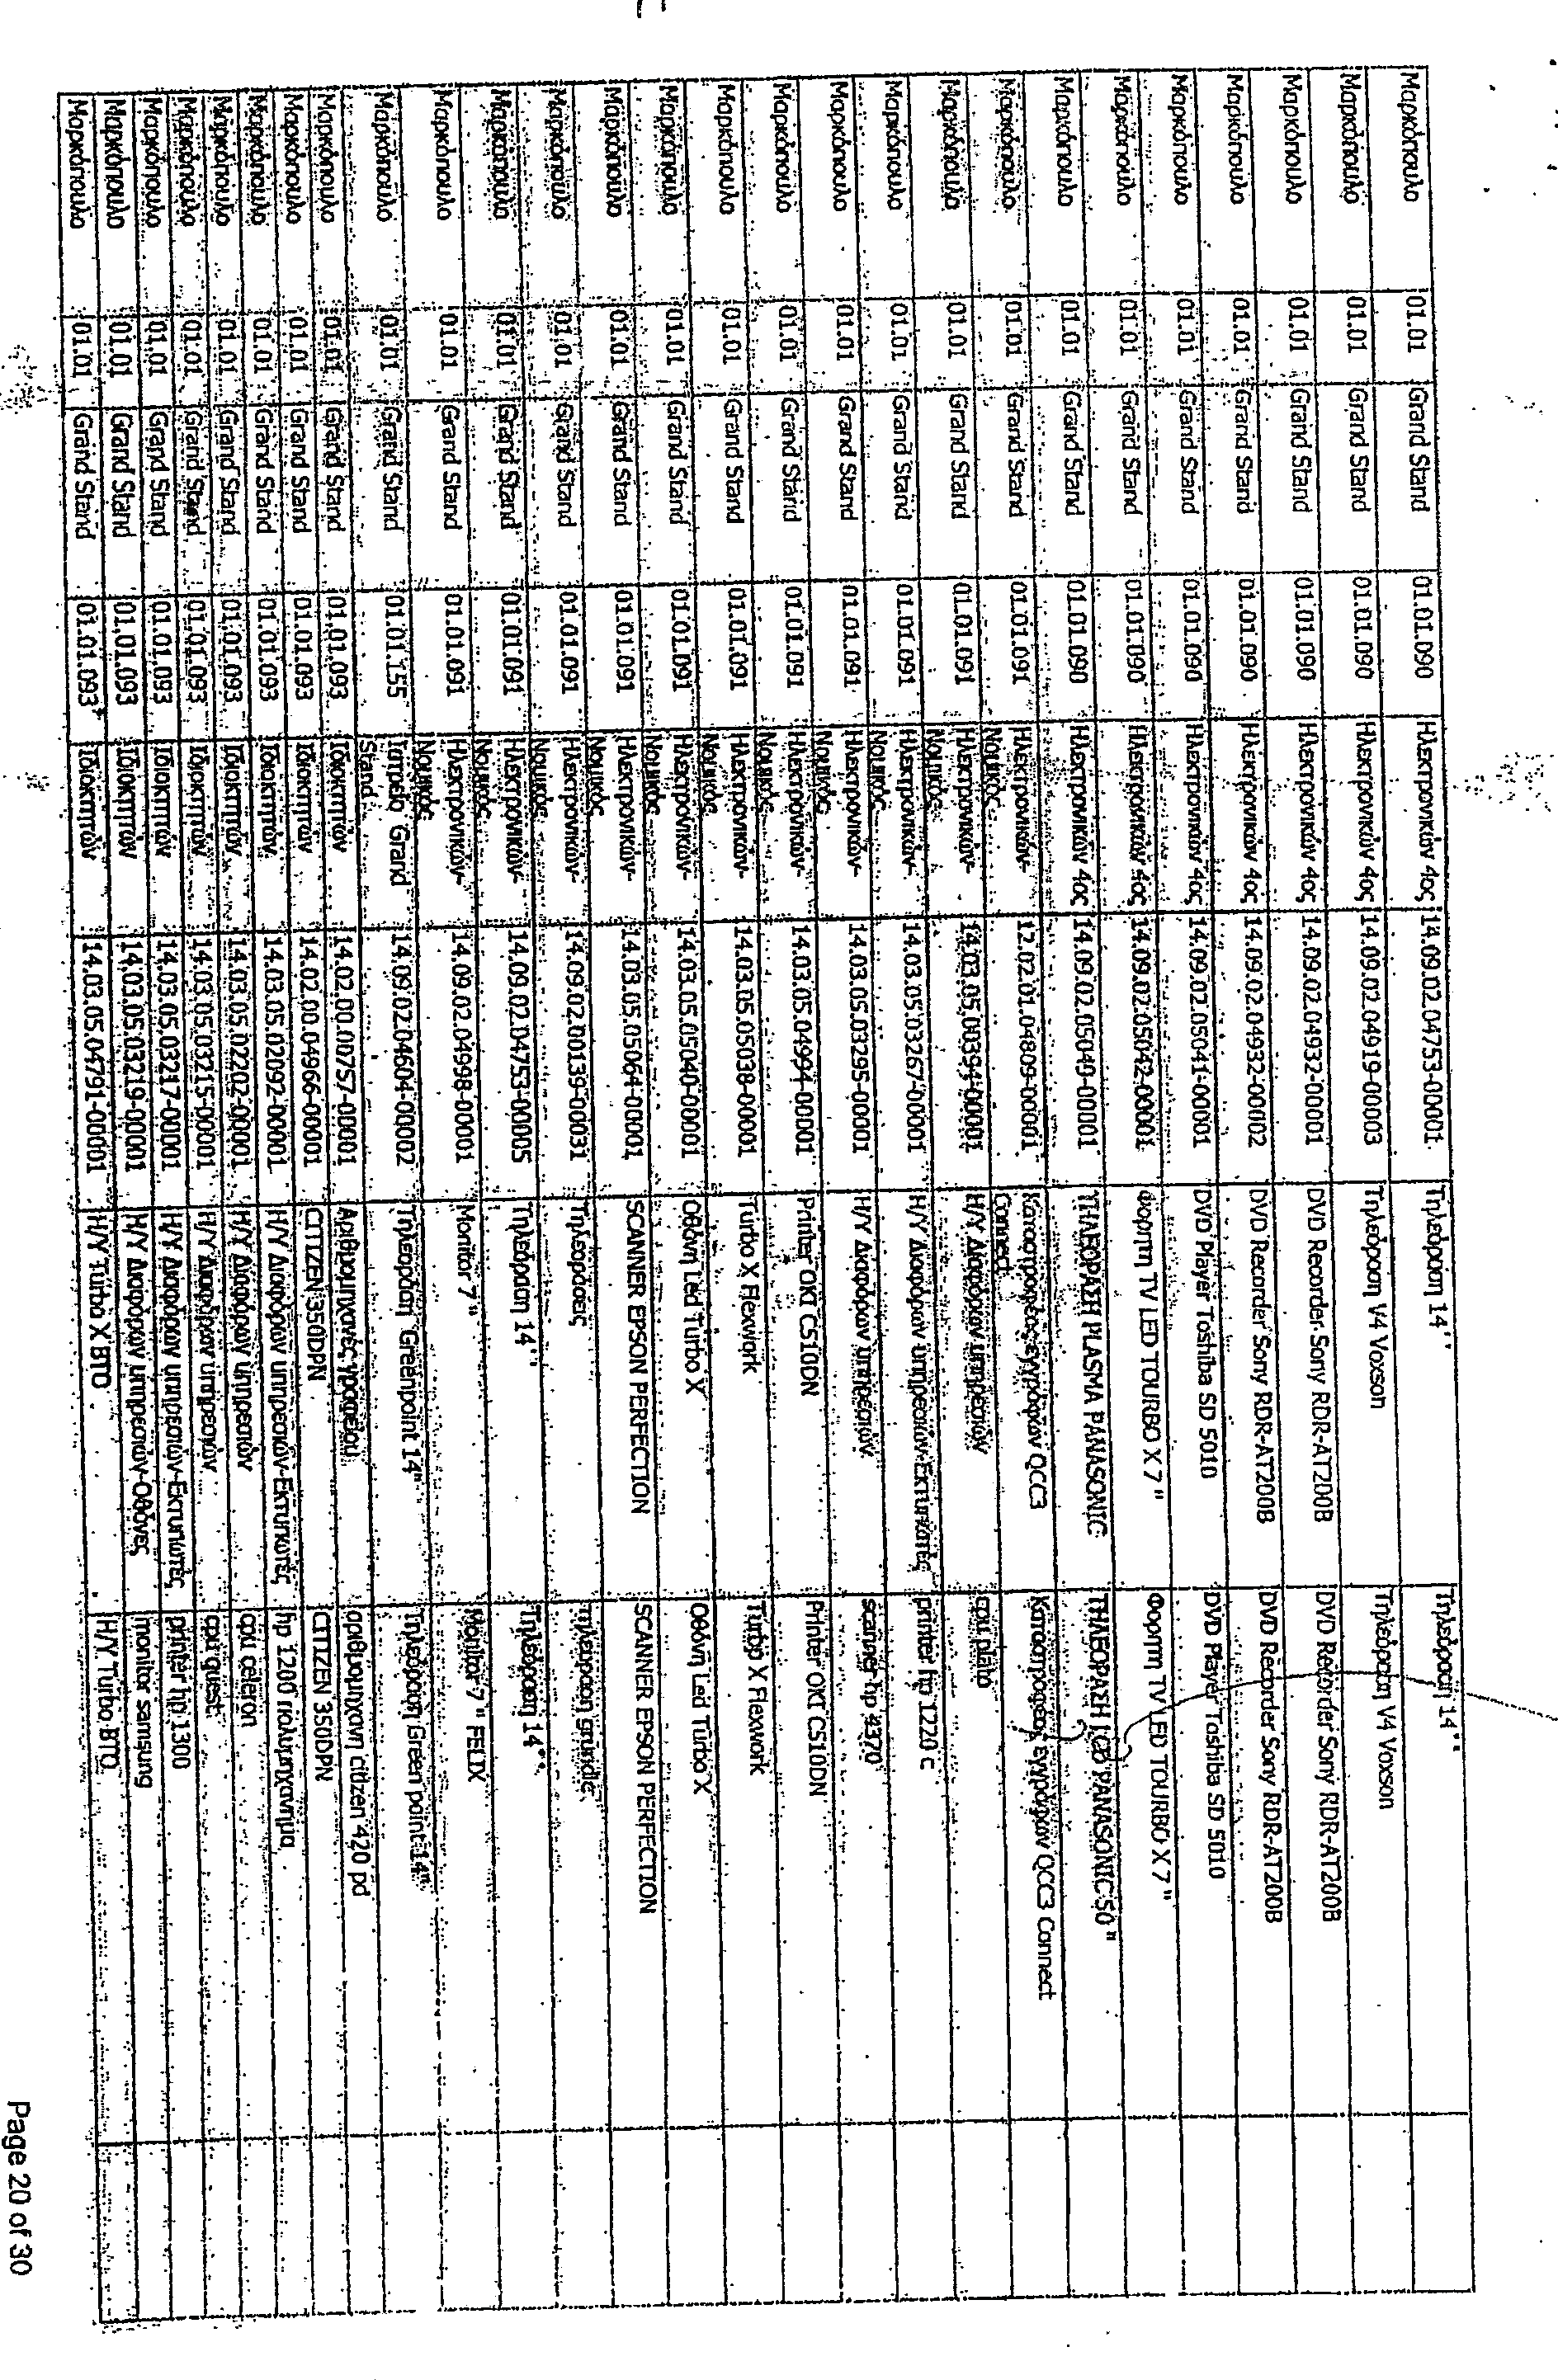 Μαρκόπουλο 01.01 Grand Stand 01.01.090 Ηλεκτρονικών 4ος 14.09.02.04753-00001 Τηλεόραση 14'' Τηλεόραση 14''
Μαρκόπουλο 01.01 Grand Stand 01.01.090 Ηλεκτρονικών 4ος 14.09.02.04919-00003 Τηλεόραση V4 Voxson Τηλεόραση V4 Voxson
Μαρκόπουλο 01.01 Grand Stand 01.01.090 Ηλεκτρονικών 4ος 14.09.02.04932-00001 DVD Recorder Sony RDR-AT200B DVD Recorder Sony RDR-AT200B
Μαρκόπουλο 01.01 Grand Stand 01.01.090 Ηλεκτρονικών 4ος 14.09.02.04932-00002 DVD Recorder Sony RDR-AT200B DVD Recorder Sony RDR-AT200B
Μαρκόπουλο 01.01 Grand Stand 01.01.090 Ηλεκτρονικών 4ος 14.09.02.05041-00001 DVD Player Toshiba SD 5010 DVD Player Toshiba SD 5010
Μαρκόπουλο 01.01 Grand Stand 01.01.090 Ηλεκτρονικών 4ος 14.09.02.05042-00001 Φορητη TV LED TOURBO X 7 " Φορητη TV LED TOURBO X 7 "
Μαρκόπουλο 01.01 Grand Stand 01.01.090 Ηλεκτρονικών 4ος 14.09.02.05040-00001 ΤΗΛΕΟΡΑΣΗ PLASMA PANASONIC ΤΗΛΕΟΡΑΣΗ LCD PANASONIC 50 "
Μαρκόπουλο 01.01 Grand Stand 01.01.091 Ηλεκτρονικών-
Νομικός 12.02.01.04809-00001 Καταστροφέας εγγράφων QCC3
Connect Καταστροφέας εγγράφων QCC3 Connect
Μαρκόπουλο 01.01 Grand Stand 01.01.091 Ηλεκτρονικών-
Νομικός 14.03.05.00394-00001 Η/Υ Διαφόρων υπηρεσιών cpu plato
Μαρκόπουλο 01.01 Grand Stand 01.01.091 Ηλεκτρονικών-
Νομικός 14.03.05.03267-00001 Η/Υ Διαφόρων υπηρεσιών-Εκτυπωτές printer hp 1220 c
Μαρκόπουλο 01.01 Grand Stand 01.01.091 Ηλεκτρονικών-
Νομικός 14.03.05.03295-00001 Η/Υ Διαφόρων υπηρεσιών scanner hp 4370
Μαρκόπουλο 01.01 Grand Stand 01.01.091 Ηλεκτρονικών-
Νομικός 14.03.05.04994-00001 Printer OKI C510DN Printer OKI C510DN
Μαρκόπουλο 01.01 Grand Stand 01.01.091 Ηλεκτρονικών-
Νομικός 14.03.05.05038-00001 Turbo X Flexwork Turbo X Flexwork
Μαρκόπουλο 01.01 Grand Stand 01.01.091 Ηλεκτρονικών-
Νομικός 14.03.05.05040-00001 Οθόνη Led Turbo X Οθόνη Led Turbo X
Μαρκόπουλο 01.01 Grand Stand 01.01.091 Ηλεκτρονικών-
Νομικός 14.03.05.05064-00001 SCANNER EPSON PERFECTION SCANNER EPSON PERFECTION
Μαρκόπουλο 01.01 Grand Stand 01.01.091 Ηλεκτρονικών-
Νομικός 14.09.02.00139-00031 Τηλεοράσεις τηλεοραση grundic
Μαρκόπουλο 01.01 Grand Stand 01.01.091 Ηλεκτρονικών-
Νομικός 14.09.02.04753-00005 Τηλεόραση 14'' Τηλεόραση 14''
Μαρκόπουλο 01.01 Grand Stand 01.01.091 Ηλεκτρονικών-
Νομικός 14.09.02.04998-00001 Monitor 7 " Monitor 7 " FELIX
Μαρκόπουλο 01.01 Grand Stand 01.01.155 Ιατρείο Grand
Stand 14.09.02.04604-00002 Τηλεόραση Greenpoint 14" Τηλεόραση Green point 14"
Μαρκόπουλο 01.01 Grand Stand 01.01.093 Ιδιοκτητών 14.02.00.00757-00001 Αριθμομηχανές γραφείου αριθμομηχανη citizen 420 pd
Μαρκόπουλο 01.01 Grand Stand 01.01.093 Ιδιοκτητών 14.02.00.04966-00001 CITIZEN 350DPN CITIZEN 350DPN
Μαρκόπουλο 01.01 Grand Stand 01.01.093 Ιδιοκτητών 14.03.05.02092-00001 Η/Υ Διαφόρων υπηρεσιών-Εκτυπωτές hp 1200 πολυμηχανημα
Μαρκόπουλο 01.01 Grand Stand 01.01.093 Ιδιοκτητών 14.03.05.02202-00001 Η/Υ Διαφόρων υπηρεσιών cpu celeron
Μαρκόπουλο 01.01 Grand Stand 01.01.093 Ιδιοκτητών 14.03.05.03215-00001 Η/Υ Διαφόρων υπηρεσιών cpu quest
Μαρκόπουλο 01.01 Grand Stand 01.01.093 Ιδιοκτητών 14.03.05.03217-00001 Η/Υ Διαφόρων υπηρεσιών-Εκτυπωτές printer hp 1300
Μαρκόπουλο 01.01 Grand Stand 01.01.093 Ιδιοκτητών 14.03.05.03219-00001 Η/Υ Διαφόρων υπηρεσιών-Οθόνες monitor sansung
Μαρκόπουλο 01.01 Grand Stand 01.01.093 Ιδιοκτητών 14.03.05.04791-00001 Η/Υ Turbo X BTO Η/Υ Turbo BTO
Page 20 of 30